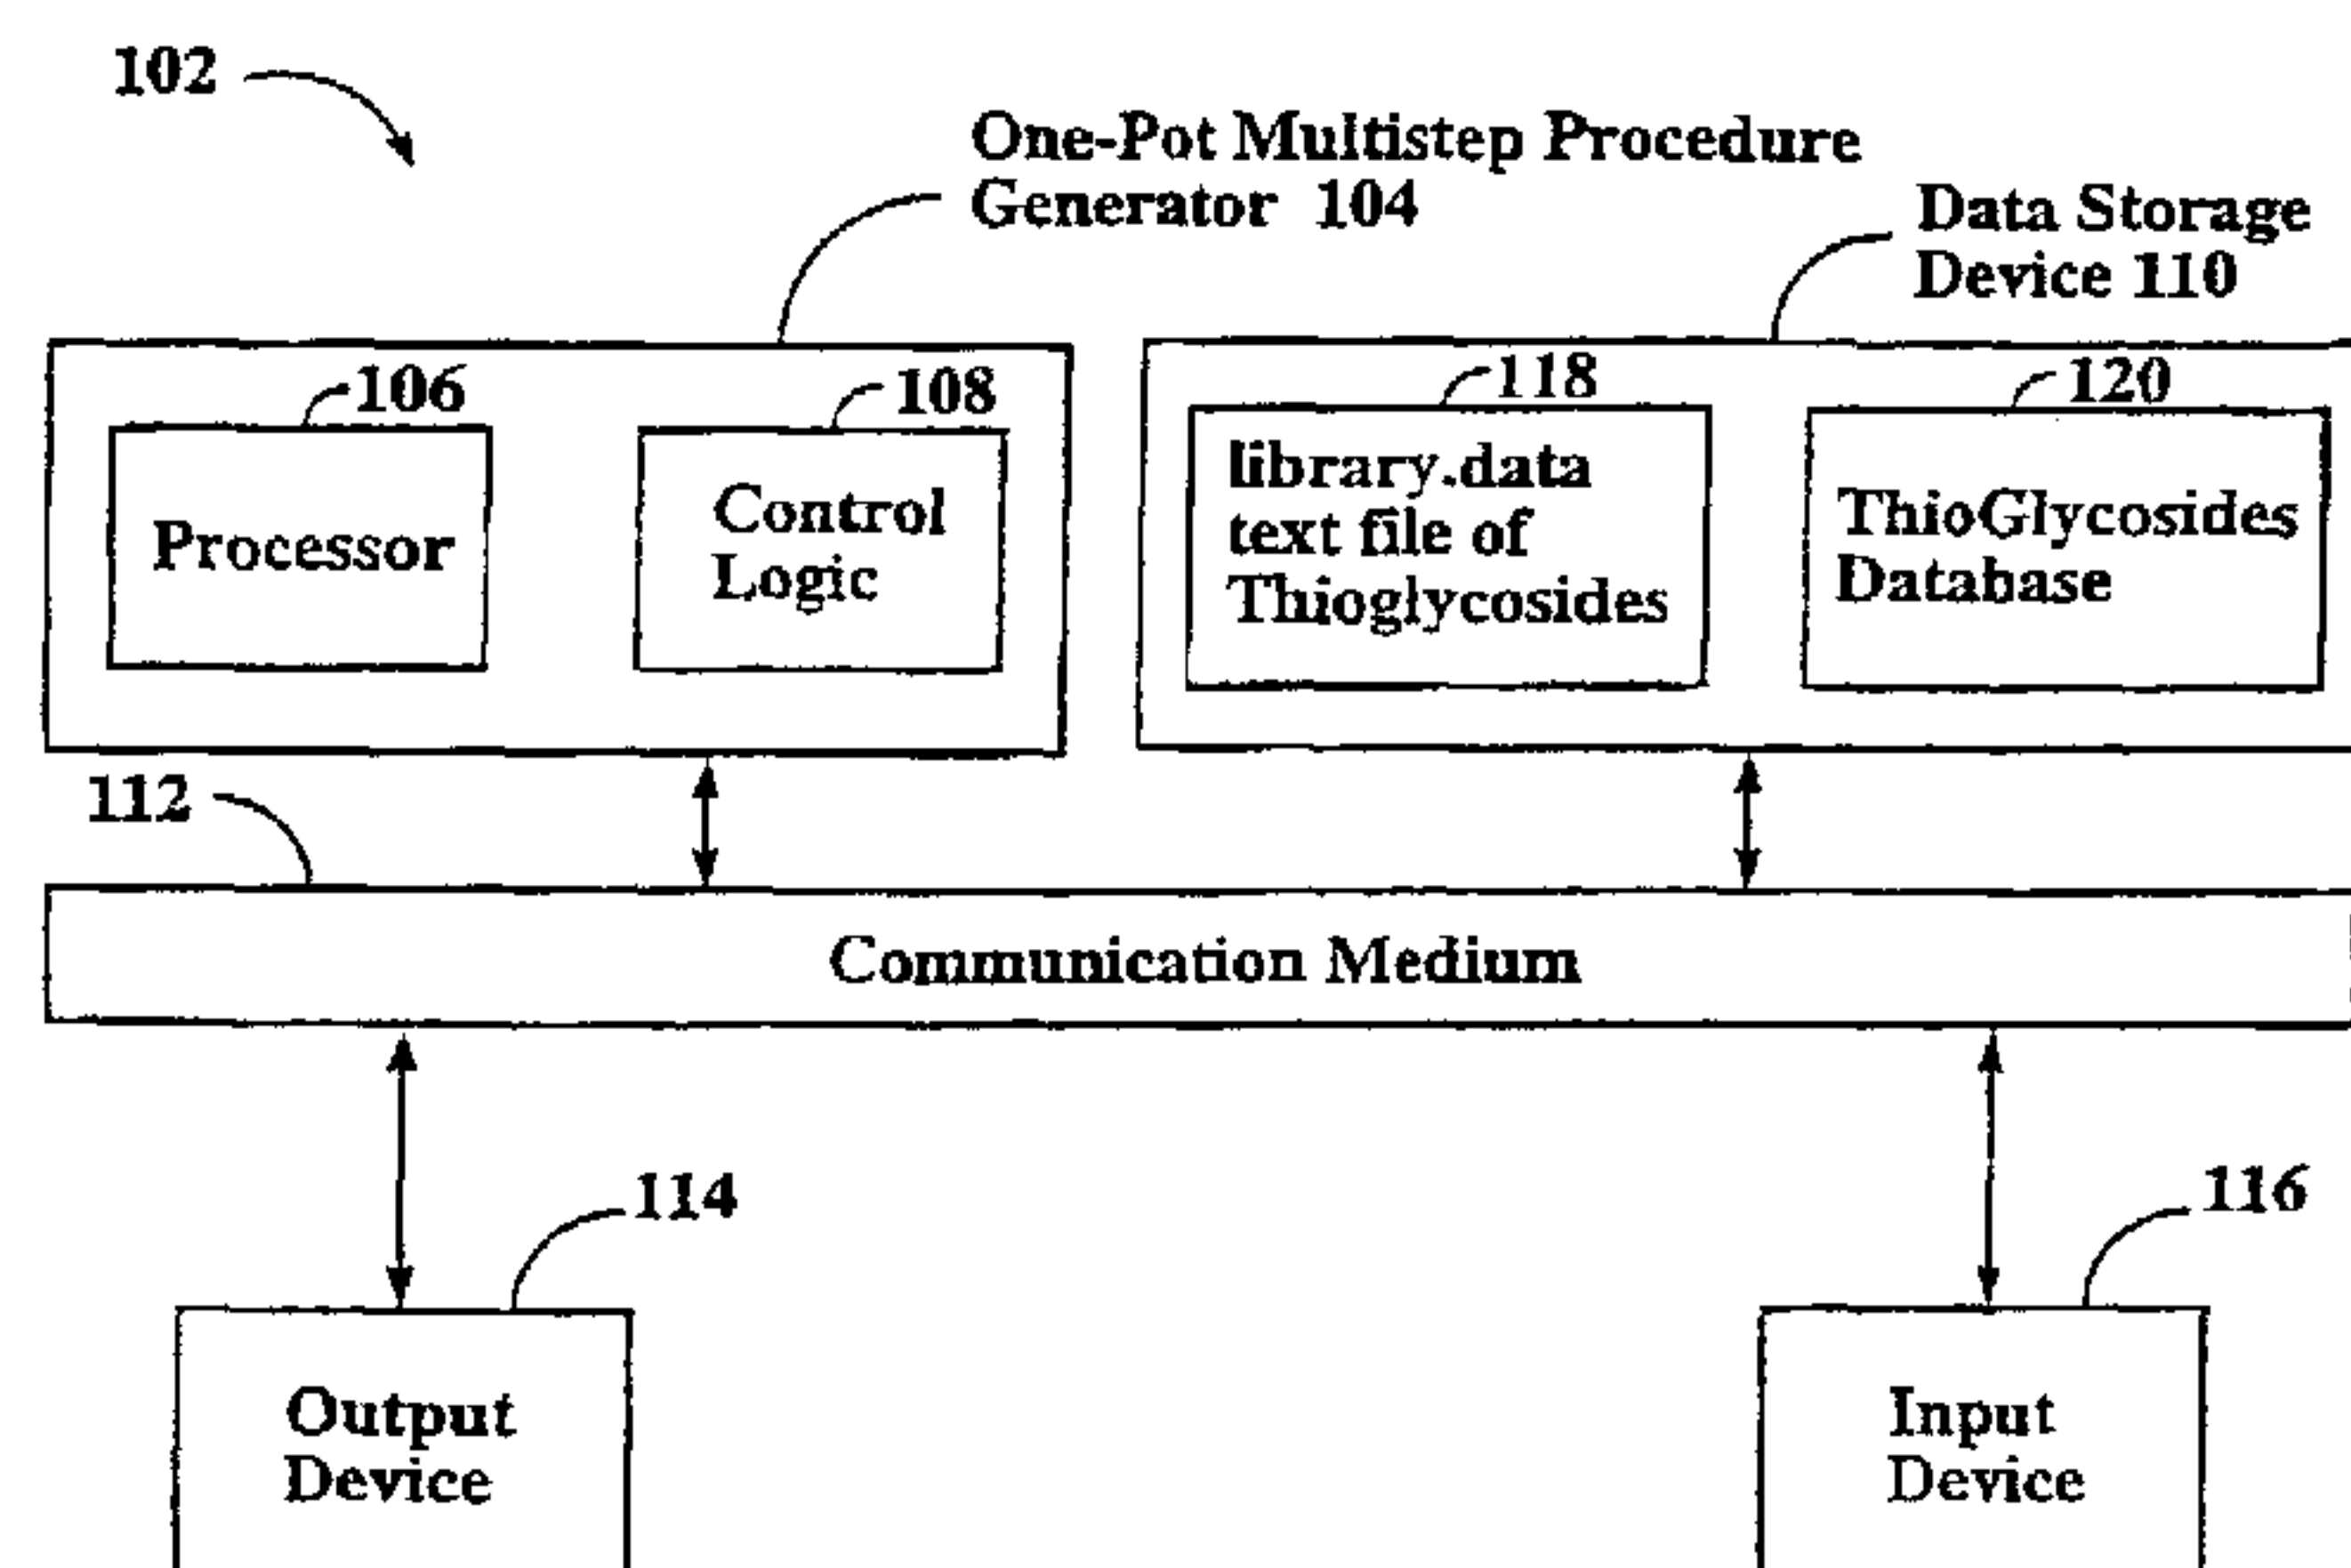 102
One-Pot Multistep Procedure
Generator 104
Data Storage
Device 110
106
108
118
120
Processor
Control
Logic
library.data
text file of
Thioglycosides
ThioGlycosides
Database
112
Communication Medium
114
116
Output
Device
Input
Device